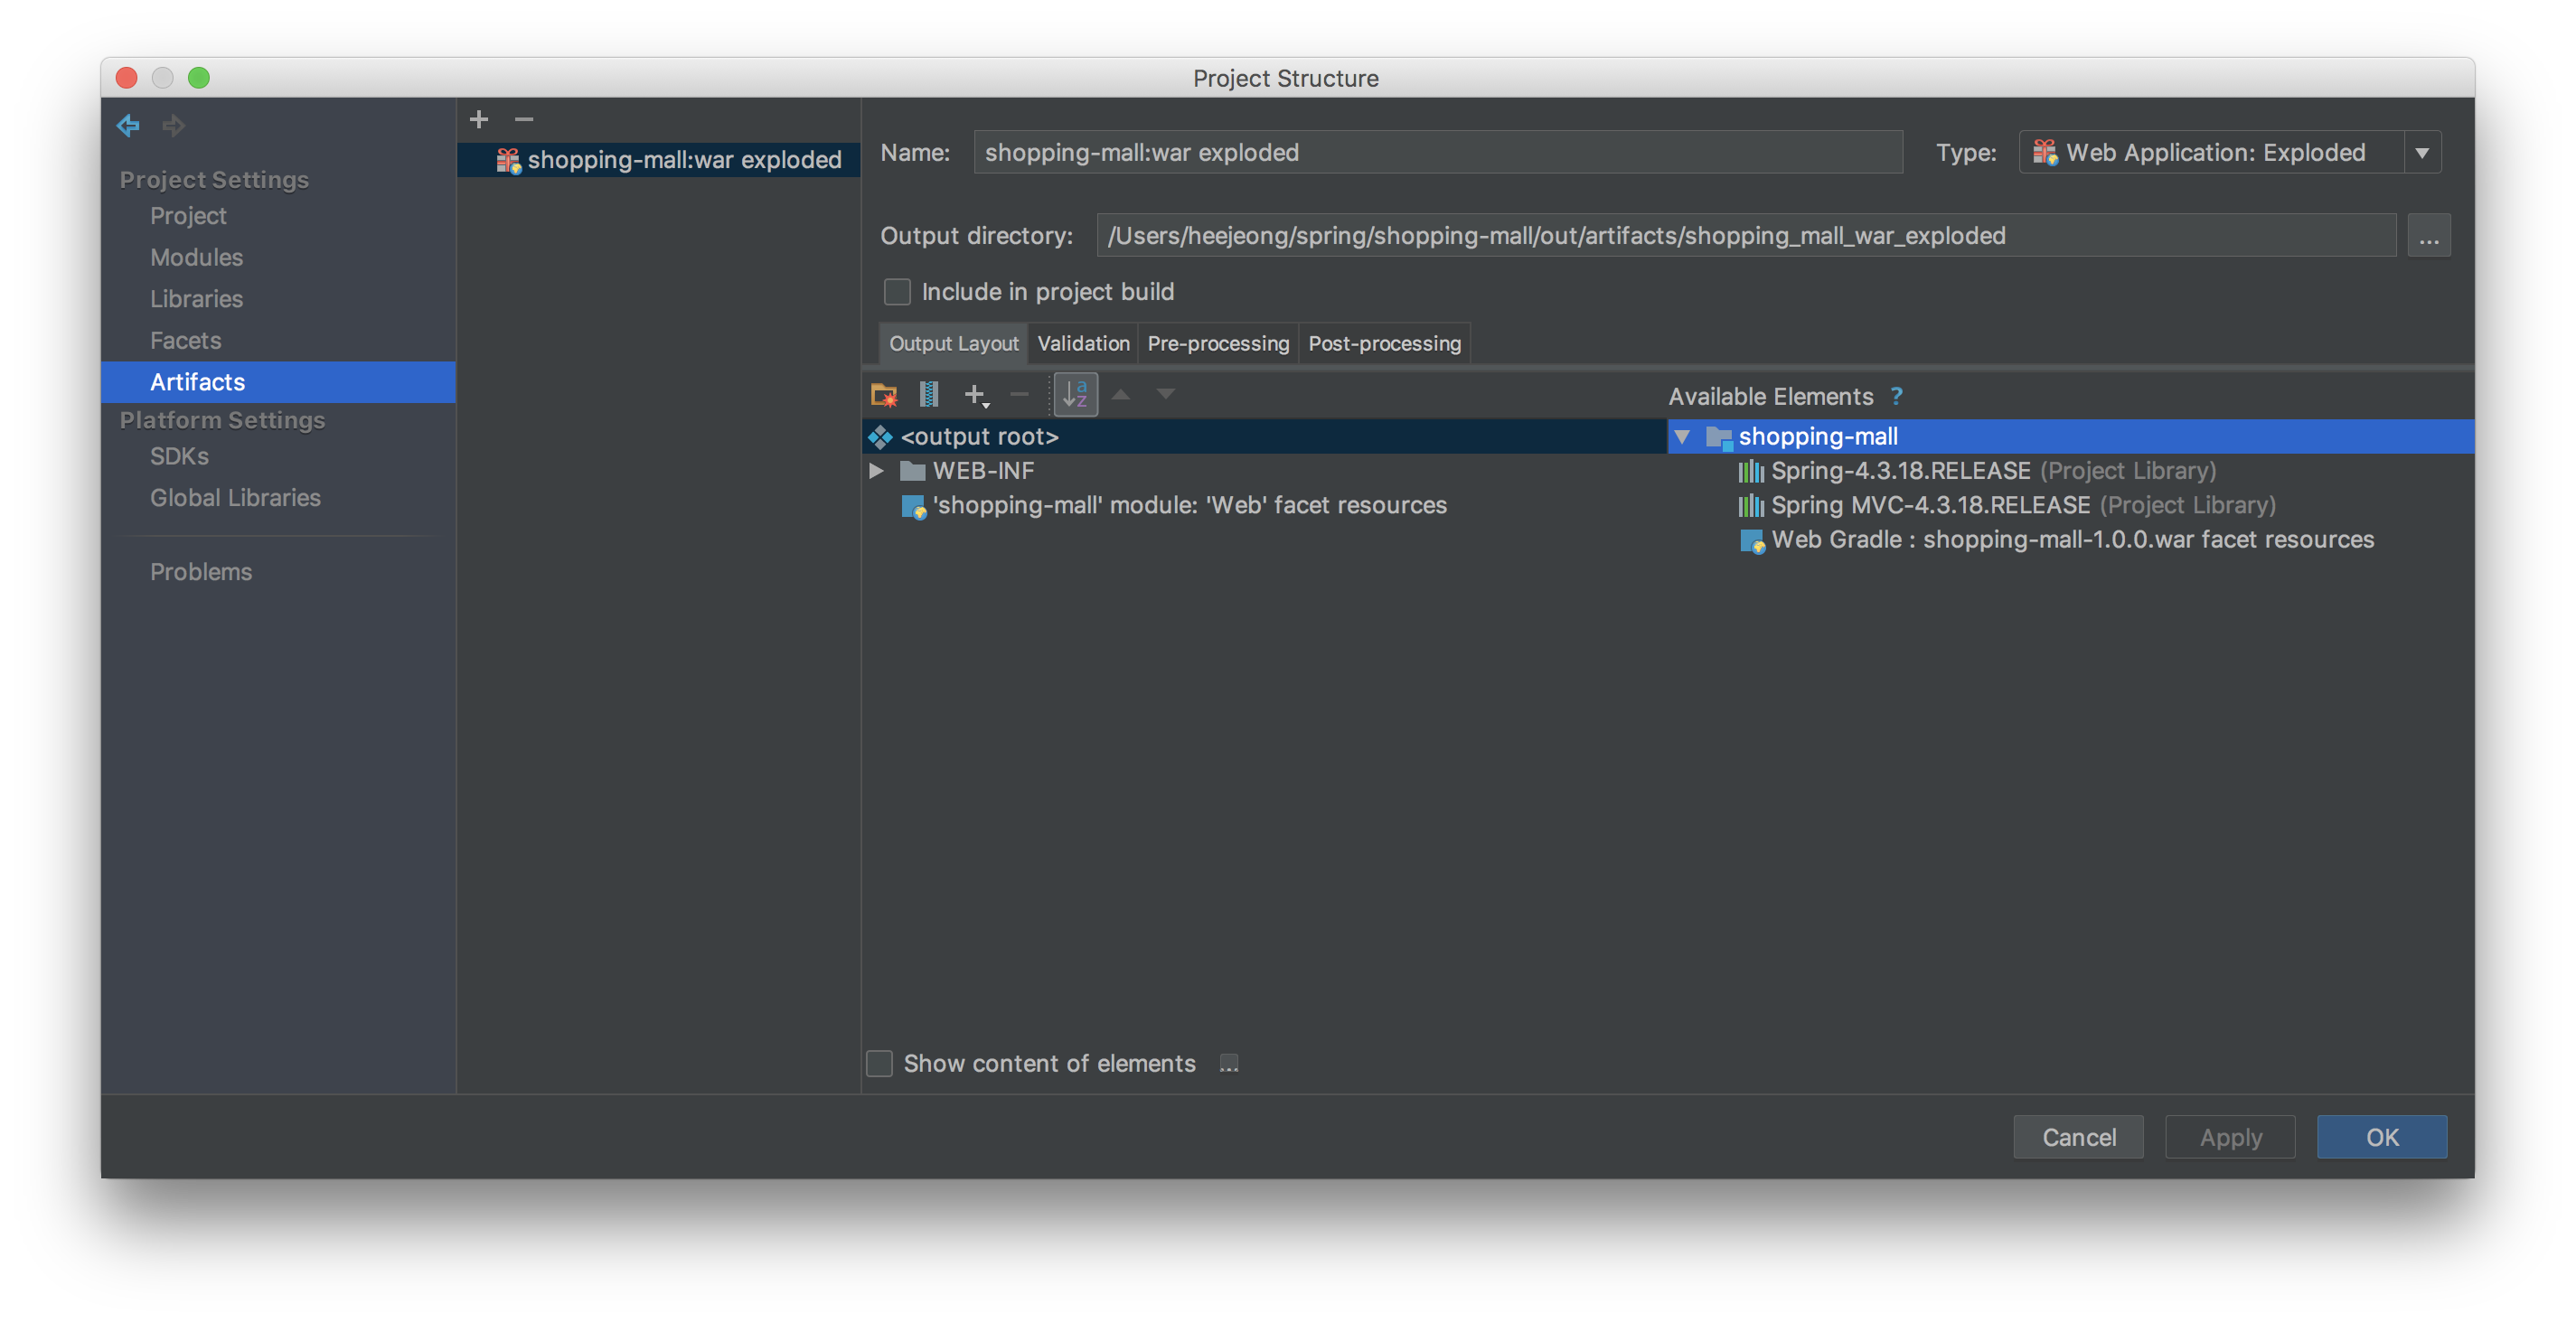 Project Structure
Project Settings
Project
Modules
Libraries
Facets
Artifacts
Platform Settings
SDKs
Global Libraries
Problems
shopping-mall:war exploded
Name: shopping-mall:war exploded Type: Web Application: Exploded
Output directory: /Users/heejeong/spring/shopping-mall/out/artifacts/shopping_mall_war_exploded ...
Include in project build
Output Layout Validation Pre-processing Post-processing
Available Elements ?
<output root>
WEB-INF
'shopping-mall' module: 'Web' facet resources
shopping-mall
Spring-4.3.18.RELEASE (Project Library)
Spring MVC-4.3.18.RELEASE (Project Library)
Web Gradle : shopping-mall-1.0.0.war facet resources
Show content of elements ...
Cancel Apply OK